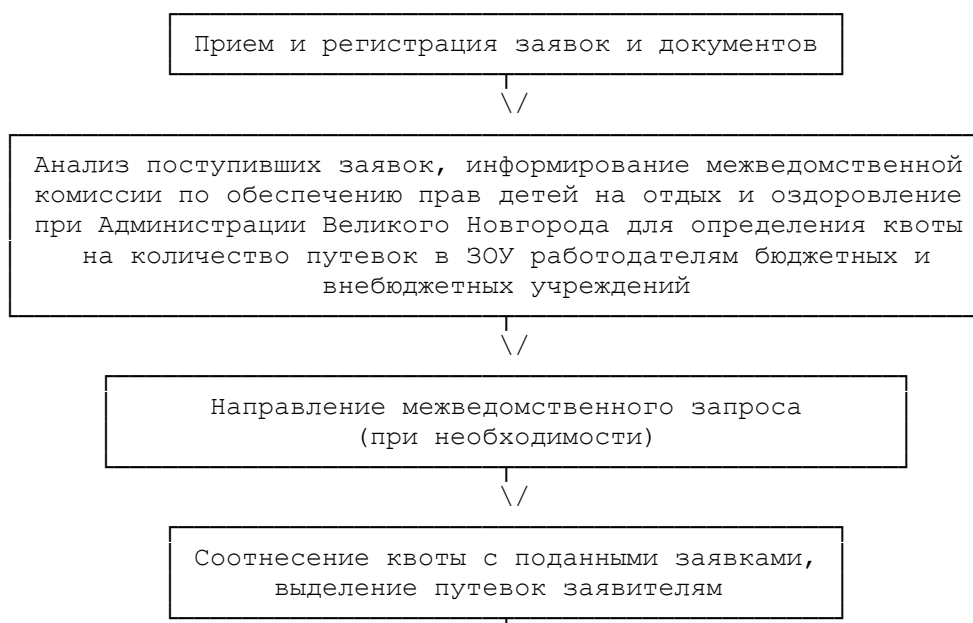 Прием и регистрация заявок и документов
\/
Анализ поступивших заявок, информирование межведомственной
комиссии по обеспечению прав детей на отдых и оздоровление
при Администрации Великого Новгорода для определения квоты
на количество путевок в ЗОУ работодателям бюджетных и
внебюджетных учреждений
\/
Направление межведомственного запроса
(при необходимости)
\/
Соотнесение квоты с поданными заявками,
выделение путевок заявителям